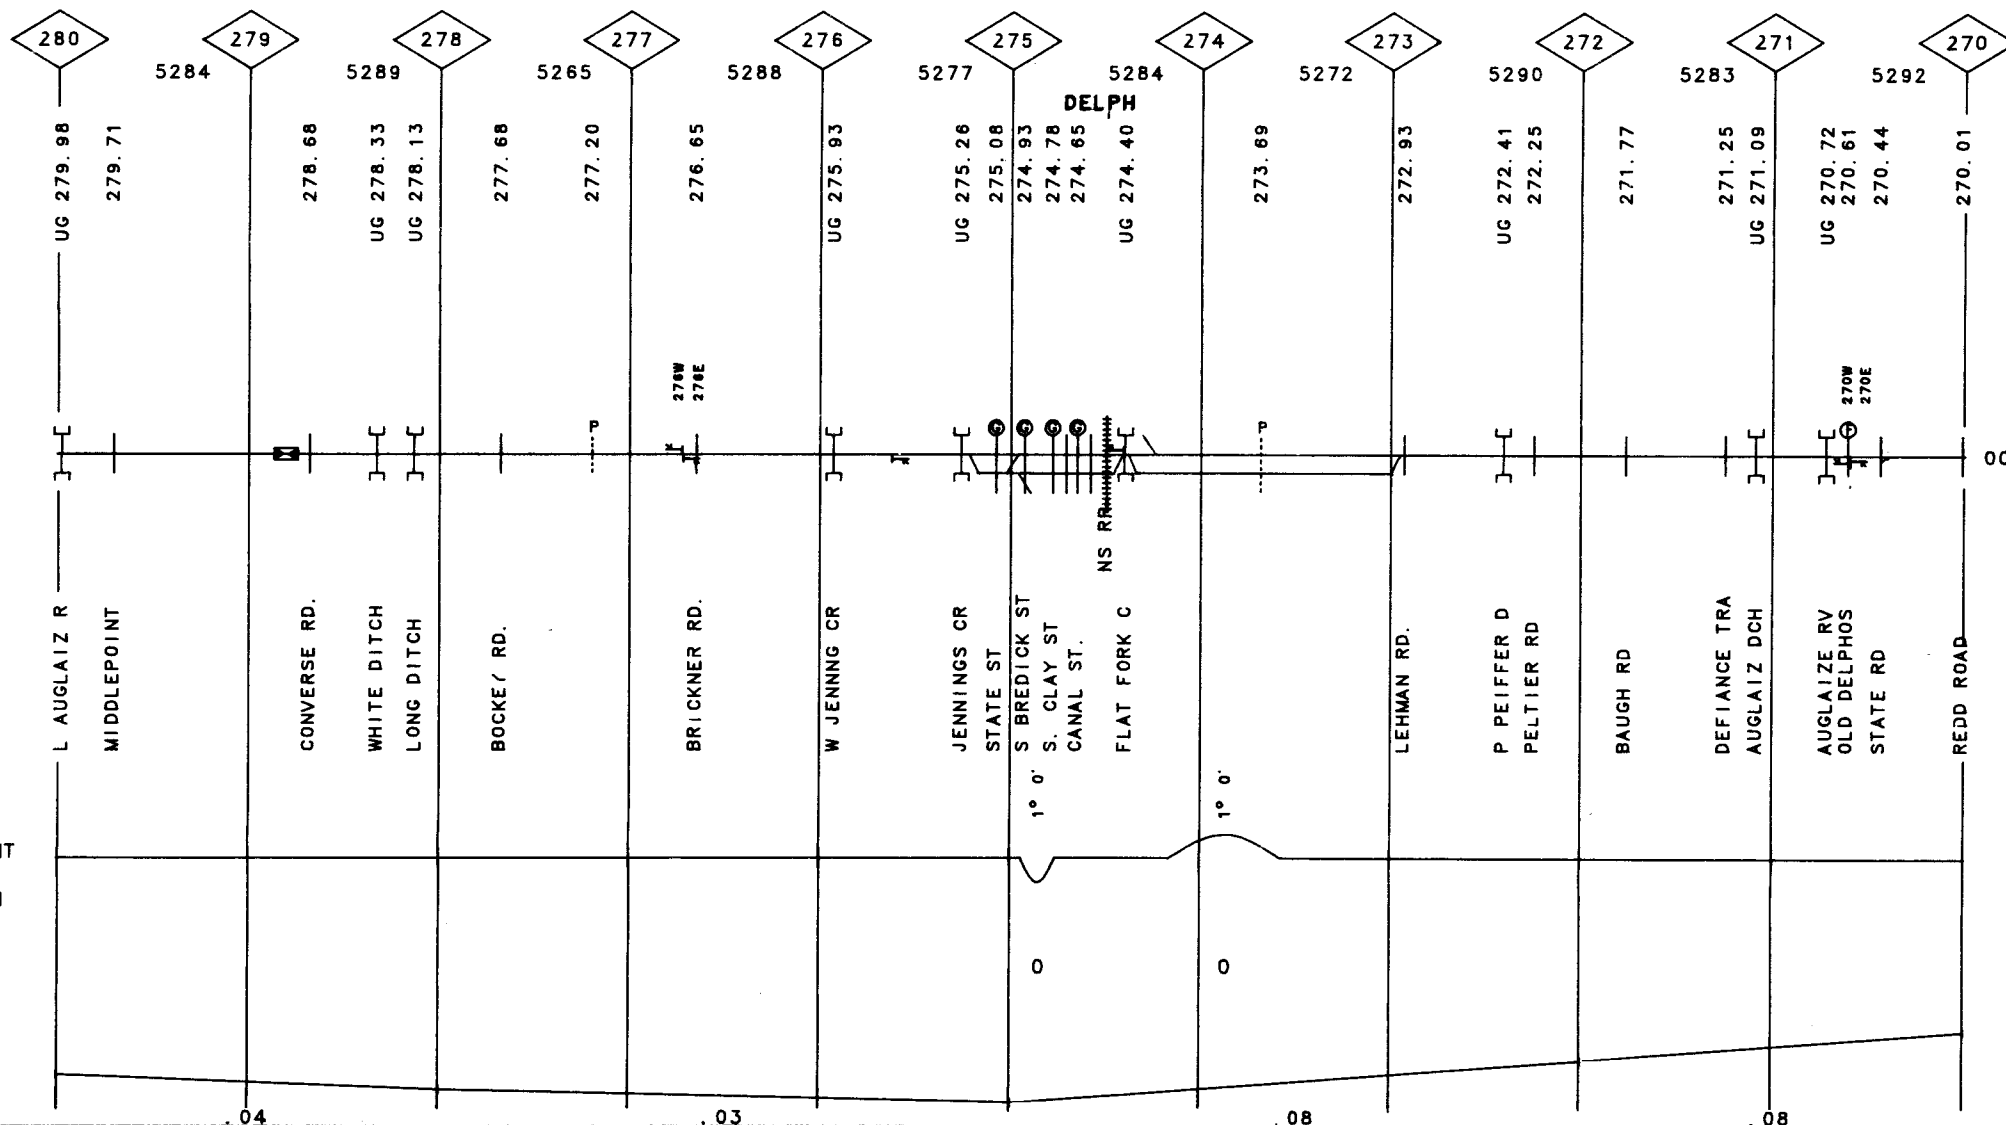 280 279 278 277 276 275 274 273 272 271 270
5284 5289 5265 5288 5277 5284 5272 5290 5283 5292
DELPH
UG 279.98
279.71
278.68
UG 278.33
UG 278.13
277.68
277.20
276.65
UG 275.93
UG 275.26
275.08
274.93
274.78
274.65
UG 274.40
273.69
272.93
UG 272.41
272.25
271.77
271.25
UG 271.09
UG 270.72
270.61
270.44
270.01
276W
276E
270W
270E
P
G G G G
P
F
NS RR
L AUGLAIZ R
MIDDLEPOINT
CONVERSE RD.
WHITE DITCH
LONG DITCH
BOCKEY RD.
BRICKNER RD.
W JENNNG CR
JENNINGS CR
STATE ST
S BREDICK ST
S. CLAY ST
CANAL ST.
FLAT FORK C
LEHMAN RD.
P PEIFFER D
PELTIER RD
BAUGH RD
DEFIANCE TRA
AUGLAIZ DCH
AUGLAIZE RV
OLD DELPHOS
STATE RD
REDD ROAD
1° 0'
1° 0'
0 0
.04 .03 .08 .08